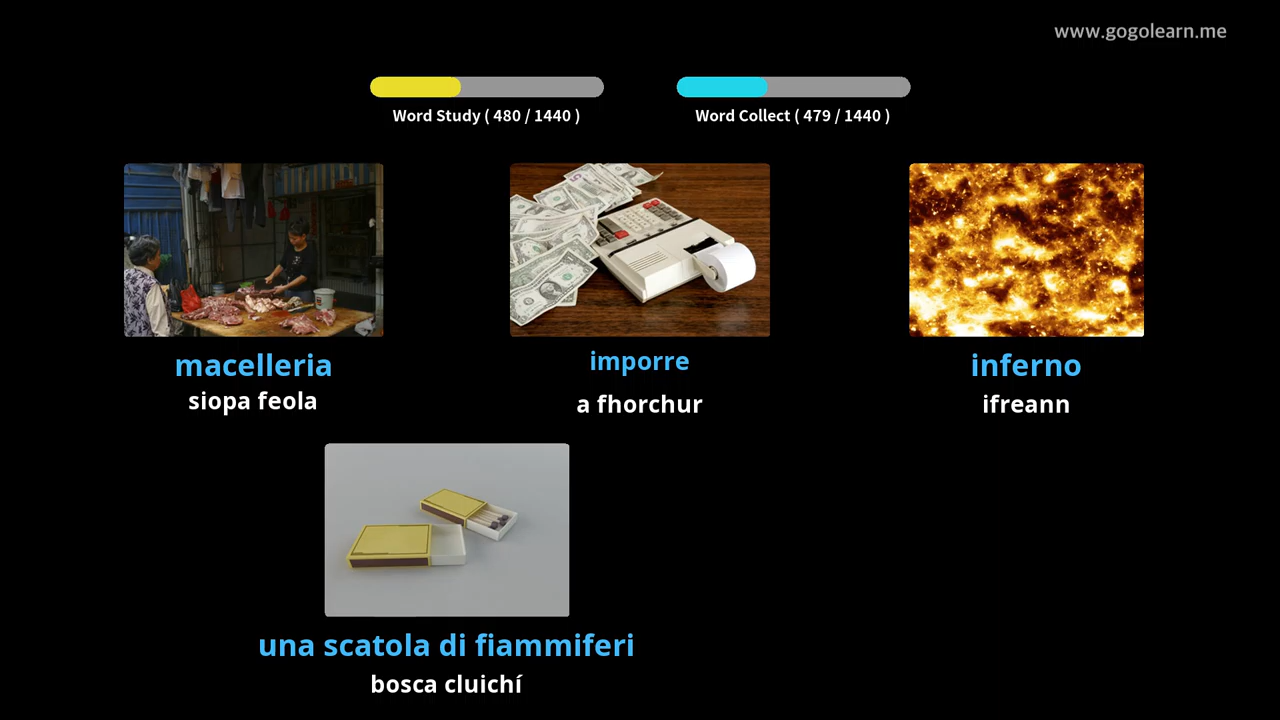 www.gogolearn.me
Word Study ( 480 / 1440 )
Word Collect ( 479 / 1440 )
macelleria
siopa feola
imporre
a fhorchur
inferno
ifreann
una scatola di fiammiferi
bosca cluichí